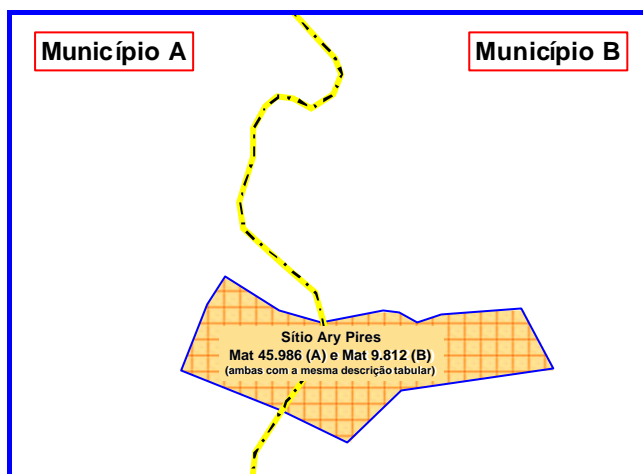 Município A
Município B
Sítio Ary Pires
Mat 45.986 (A) e Mat 9.812 (B)
(ambas com a mesma descrição tabular)